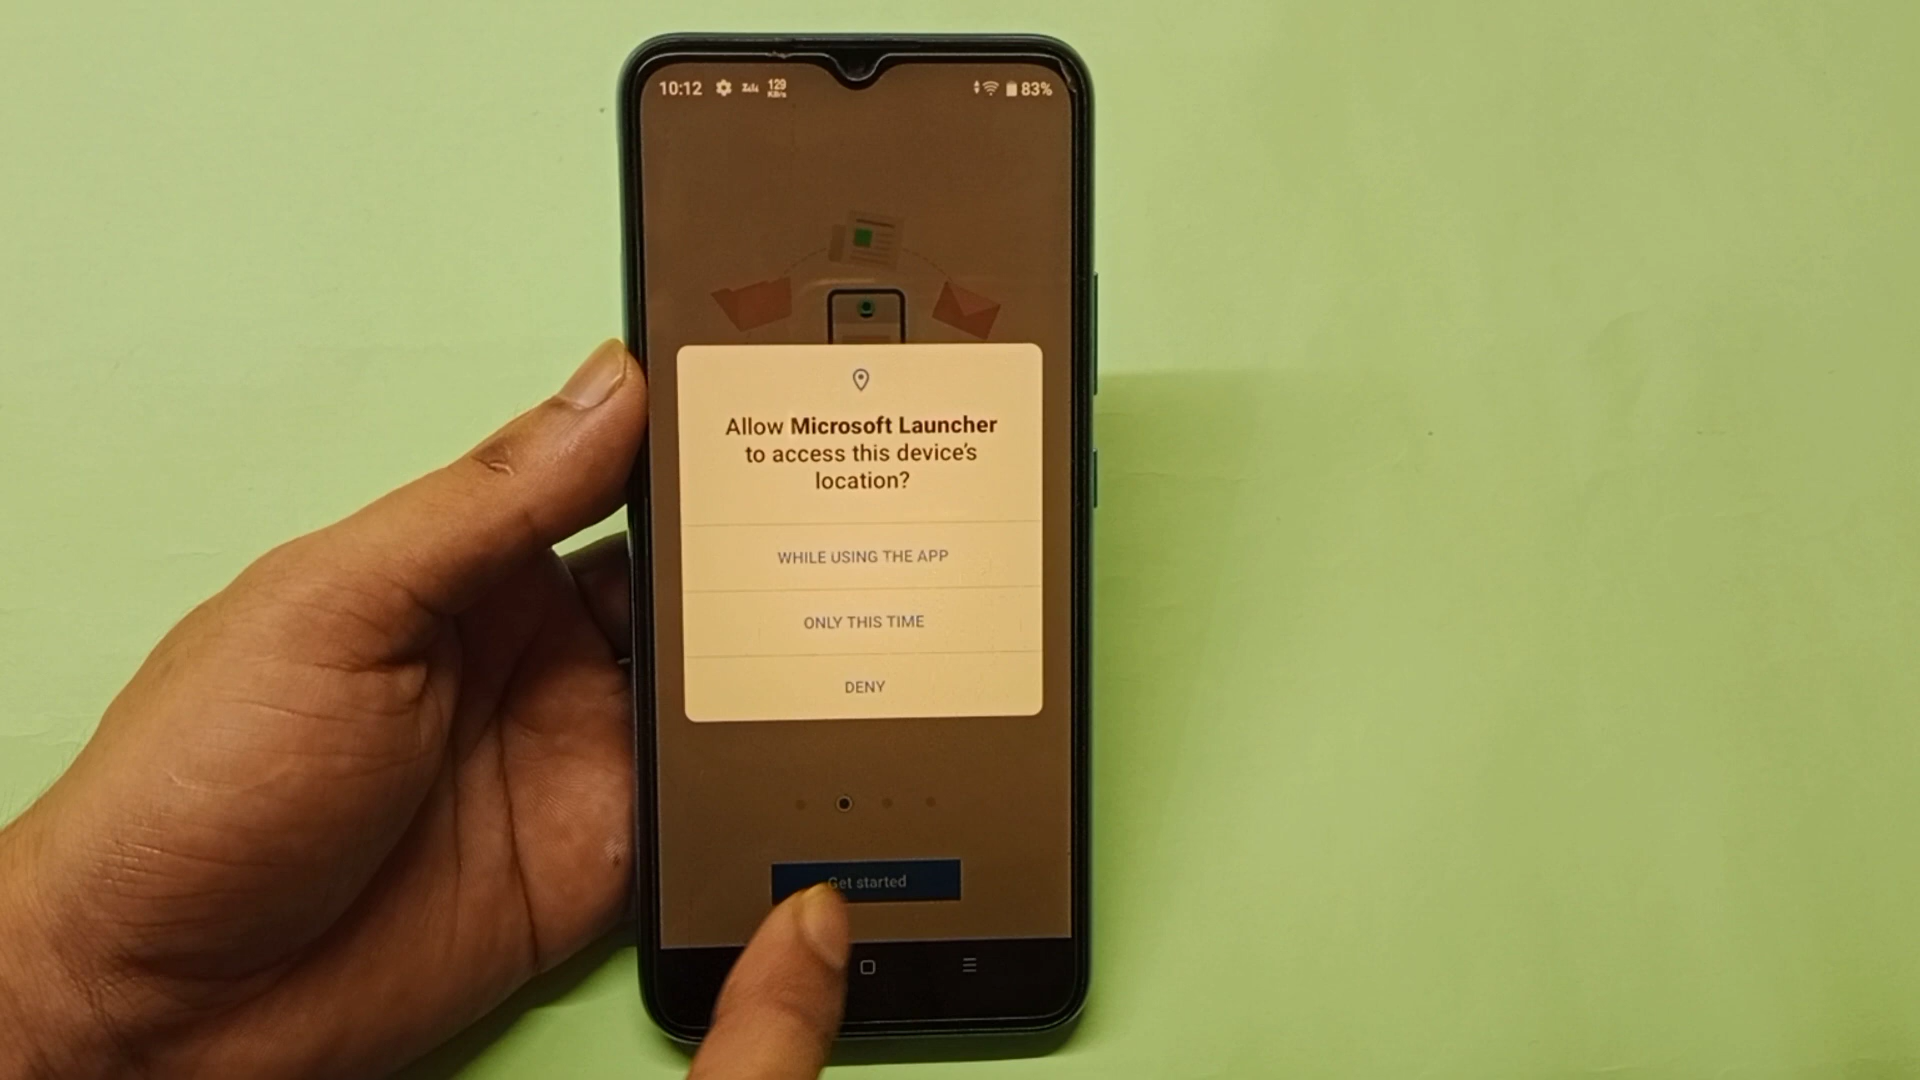 10:12 129 83%
Allow Microsoft Launcher
to access this device's
location?
WHILE USING THE APP
ONLY THIS TIME
DENY
Get started